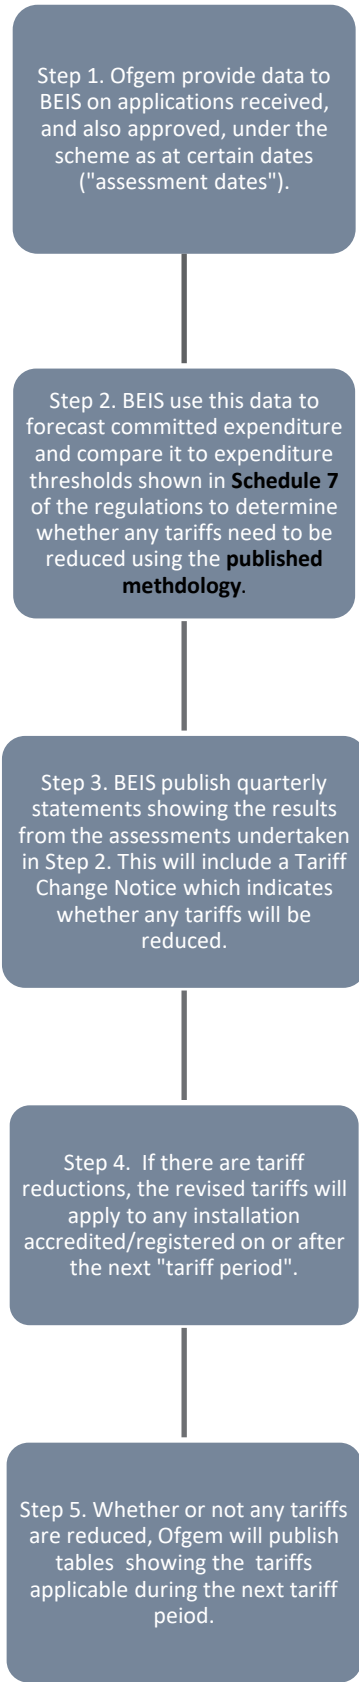 Step 1. Ofgem provide data to
BEIS on applications received,
and also approved, under the
scheme as at certain dates
("assessment dates").
Step 2. BEIS use this data to
forecast committed expenditure
and compare it to expenditure
thresholds shown in Schedule 7
of the regulations to determine
whether any tariffs need to be
reduced using the published
methdology.
Step 3. BEIS publish quarterly
statements showing the results
from the assessments undertaken
in Step 2. This will include a Tariff
Change Notice which indicates
whether any tariffs will be
reduced.
Step 4. If there are tariff
reductions, the revised tariffs will
apply to any installation
accredited/registered on or after
the next "tariff period".
Step 5. Whether or not any tariffs
are reduced, Ofgem will publish
tables showing the tariffs
applicable during the next tariff
peiod.